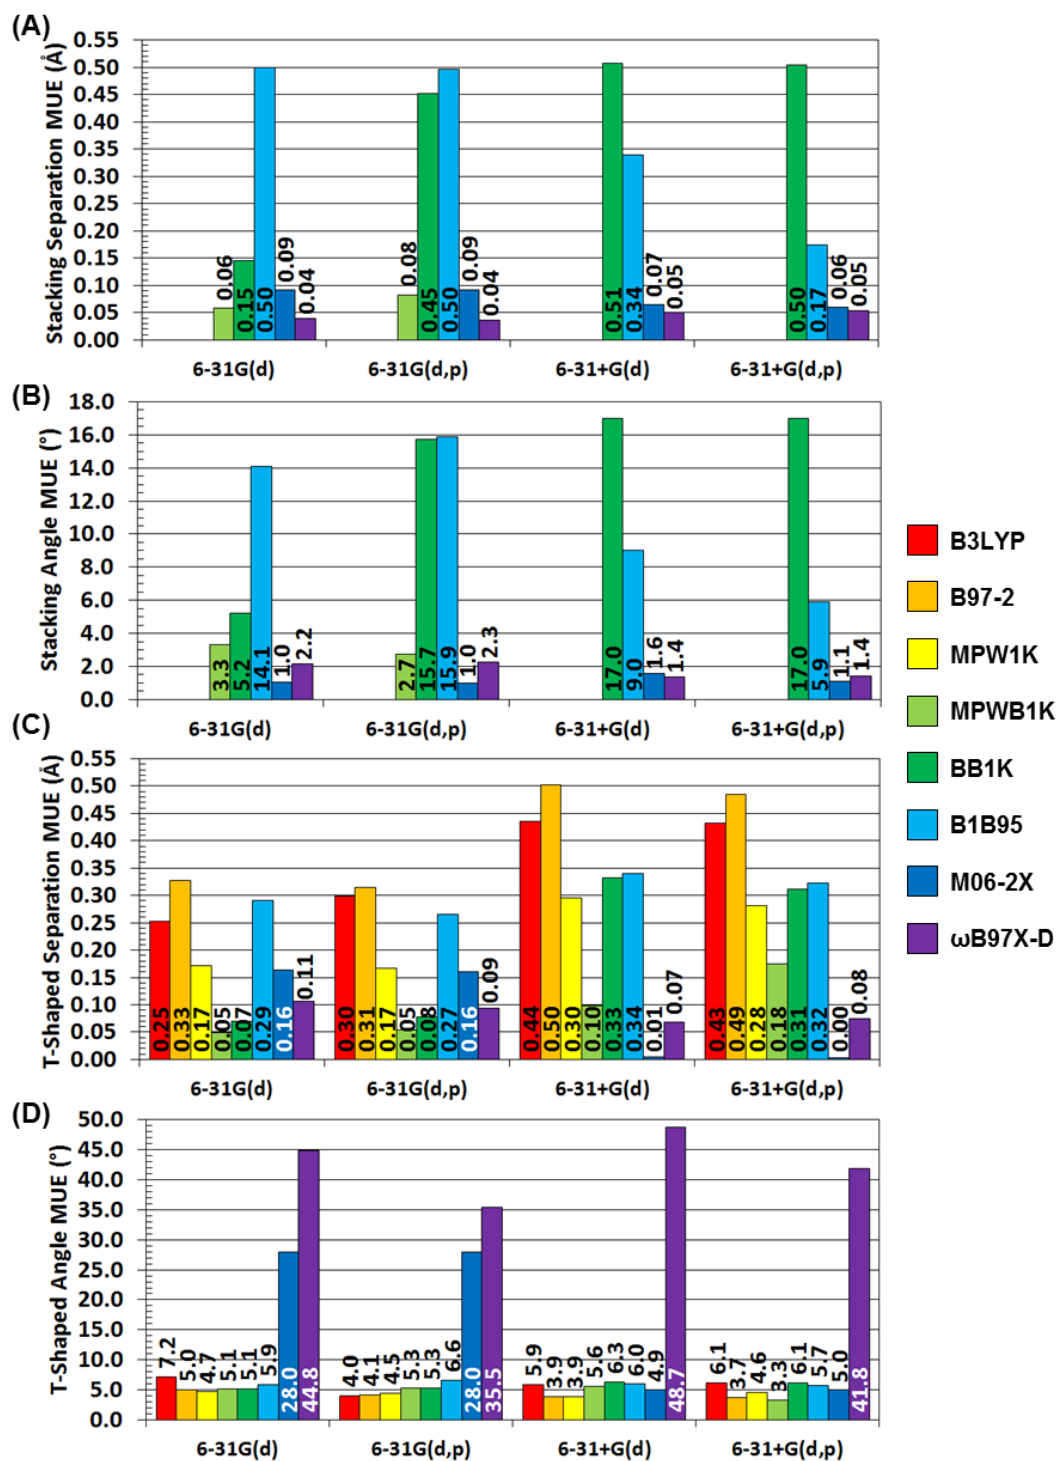 (A)
Stacking Separation MUE (Å)
0.55
0.50
0.45
0.40
0.35
0.30
0.25
0.20
0.15
0.10
0.05
0.00
0.06 0.15 0.50 0.09 0.04
0.08 0.45 0.50 0.09 0.04
0.51 0.34 0.07 0.05
0.50 0.17 0.06 0.05
6-31G(d) 6-31G(d,p) 6-31+G(d) 6-31+G(d,p)
(B)
Stacking Angle MUE (°)
18.0
16.0
14.0
12.0
10.0
8.0
6.0
4.0
2.0
0.0
3.3 5.2 14.1 1.0 2.2
2.7 15.7 15.9 1.0 2.3
17.0 9.0 1.6 1.4
17.0 5.9 1.1 1.4
6-31G(d) 6-31G(d,p) 6-31+G(d) 6-31+G(d,p)
(C)
T-Shaped Separation MUE (Å)
0.55
0.50
0.45
0.40
0.35
0.30
0.25
0.20
0.15
0.10
0.05
0.00
0.25 0.33 0.17 0.05 0.07 0.29 0.16 0.11
0.30 0.31 0.17 0.05 0.08 0.27 0.16 0.09
0.44 0.50 0.30 0.10 0.33 0.34 0.01 0.07
0.43 0.49 0.28 0.18 0.31 0.32 0.00 0.08
6-31G(d) 6-31G(d,p) 6-31+G(d) 6-31+G(d,p)
(D)
T-Shaped Angle MUE (°)
50.0
45.0
40.0
35.0
30.0
25.0
20.0
15.0
10.0
5.0
0.0
7.2 5.0 4.7 5.1 5.1 5.9 28.0 44.8
4.0 4.1 4.5 5.3 5.3 6.6 28.0 35.5
5.9 3.9 3.9 5.6 6.3 6.0 4.9 48.7
6.1 3.7 4.6 3.3 6.1 5.7 5.0 41.8
6-31G(d) 6-31G(d,p) 6-31+G(d) 6-31+G(d,p)
B3LYP
B97-2
MPW1K
MPWB1K
BB1K
B1B95
M06-2X
ωB97X-D